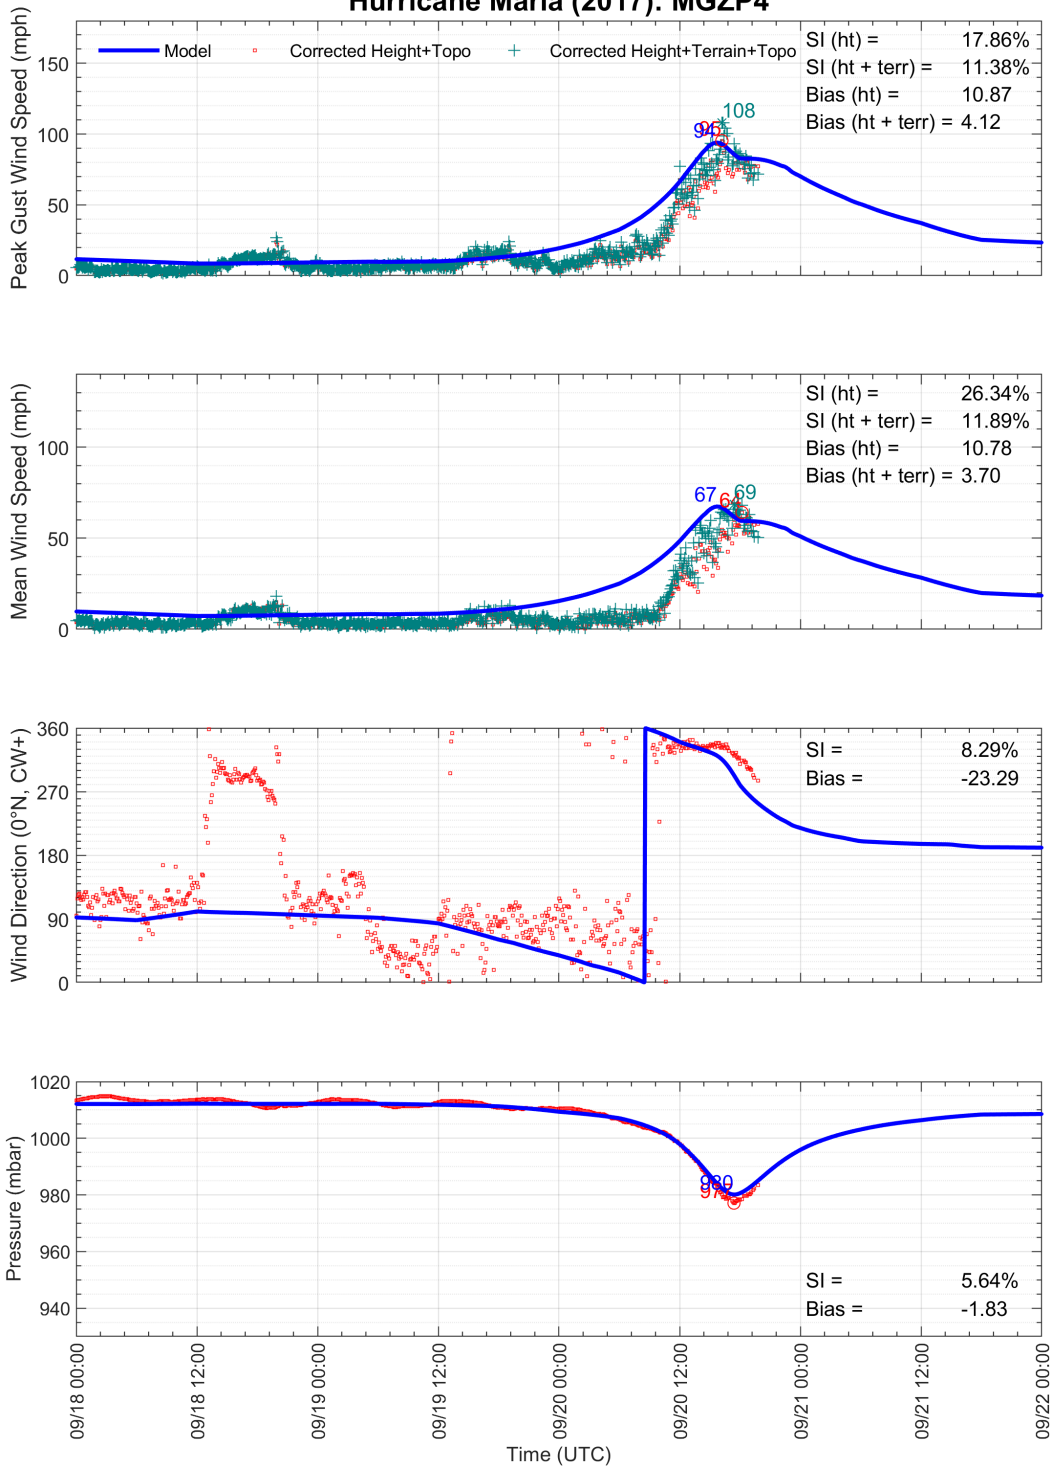 Hurricane Maria (2017): MGZP4
Model
Corrected Height+Topo
Corrected Height+Terrain+Topo
SI (ht) = 17.86%
SI (ht + terr) = 11.38%
Bias (ht) = 10.87
Bias (ht + terr) = 4.12
Peak Gust Wind Speed (mph)
150
100
50
0
94
108
SI (ht) = 26.34%
SI (ht + terr) = 11.89%
Bias (ht) = 10.78
Bias (ht + terr) = 3.70
Mean Wind Speed (mph)
100
50
0
67
69
SI = 8.29%
Bias = -23.29
Wind Direction (0°N, CW+)
360
270
180
90
0
Pressure (mbar)
1020
1000
980
960
940
980
SI = 5.64%
Bias = -1.83
09/18 00:00
09/18 12:00
09/19 00:00
09/19 12:00
09/20 00:00
09/20 12:00
09/21 00:00
09/21 12:00
09/22 00:00
Time (UTC)